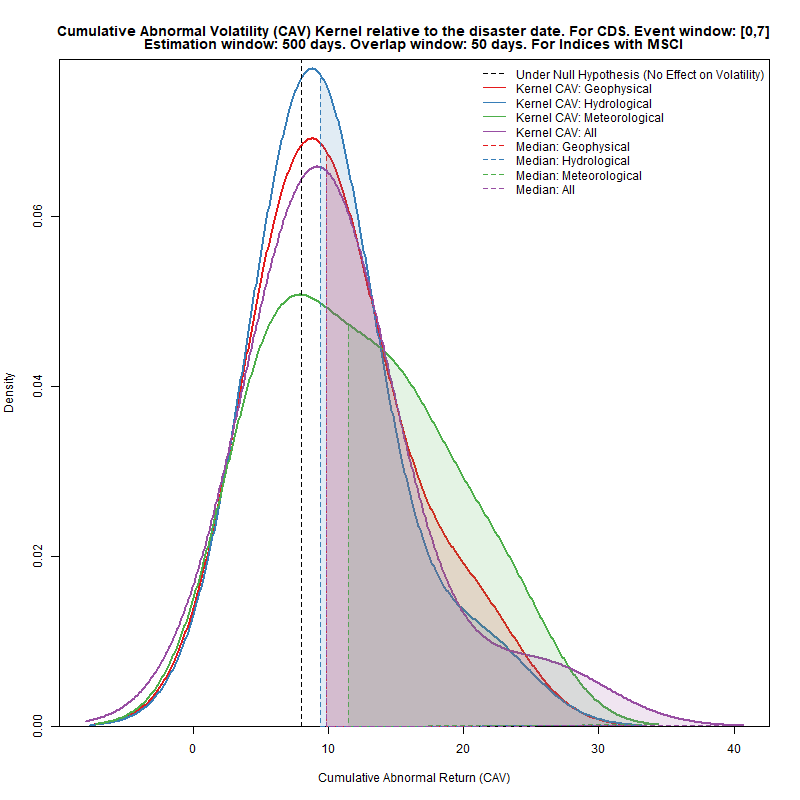 Cumulative Abnormal Volatility (CAV) Kernel relative to the disaster date. For CDS. Event window: [0,7]
Estimation window: 500 days. Overlap window: 50 days. For Indices with MSCI
Under Null Hypothesis (No Effect on Volatility)
Kernel CAV: Geophysical
Kernel CAV: Hydrological
Kernel CAV: Meteorological
Kernel CAV: All
Median: Geophysical
Median: Hydrological
Median: Meteorological
Median: All
Density
0.06
0.04
0.02
0.00
0 10 20 30 40
Cumulative Abnormal Return (CAV)